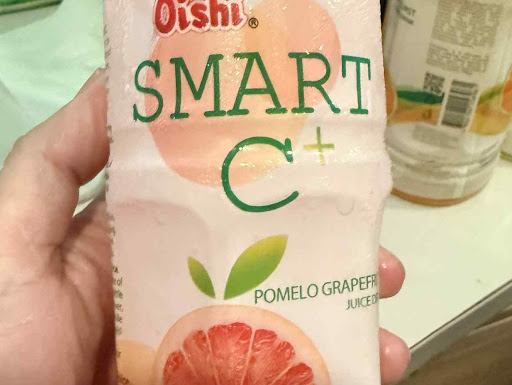 Oishi®
SMART
C+
POMELO GRAPEFR
JUICE D